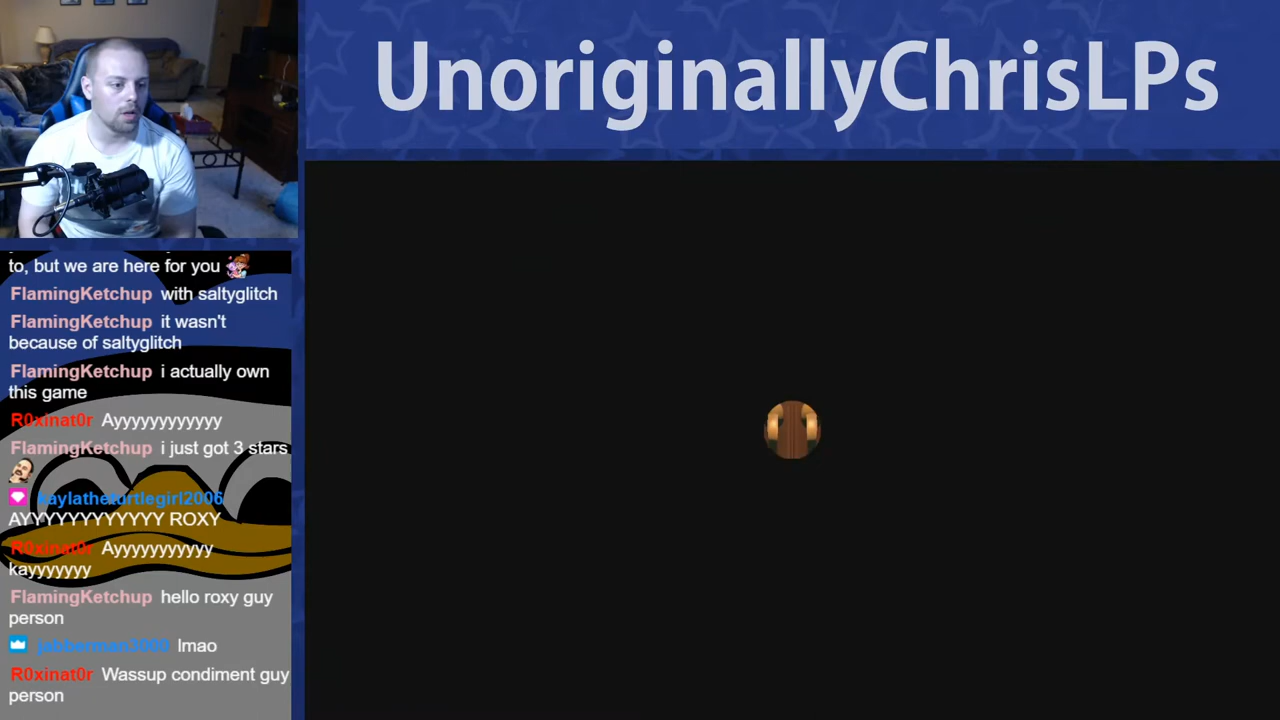 UnoriginallyChrisLPs
to, but we are here for you
FlamingKetchup with saltyglitch
FlamingKetchup it wasn't
because of saltyglitch
FlamingKetchup i actually own
this game
R0xinat0r Ayyyyyyyyyyyy
FlamingKetchup i just got 3 stars
kaylatheturtlegirl2006
AYYYYYYYYYYYY ROXY
R0xinat0r Ayyyyyyyyyyy
kayyyyyyy
FlamingKetchup hello roxy guy
person
jabberman3000 lmao
R0xinat0r Wassup condiment guy
person